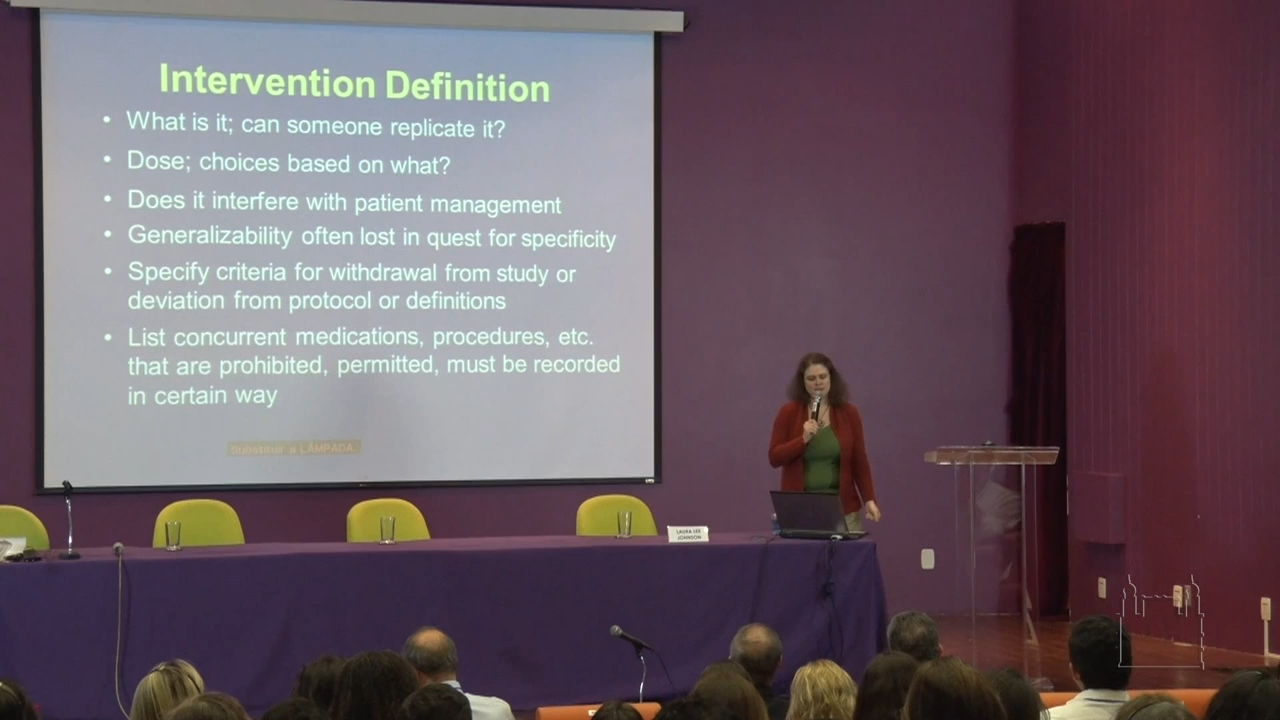 Intervention Definition
• What is it; can someone replicate it?
• Dose; choices based on what?
• Does it interfere with patient management
• Generalizability often lost in quest for specificity
• Specify criteria for withdrawal from study or
deviation from protocol or definitions
• List concurrent medications, procedures, etc.
that are prohibited, permitted, must be recorded
in certain way
Substituir a LÂMPADA
LAURA LEE
JOHNSON